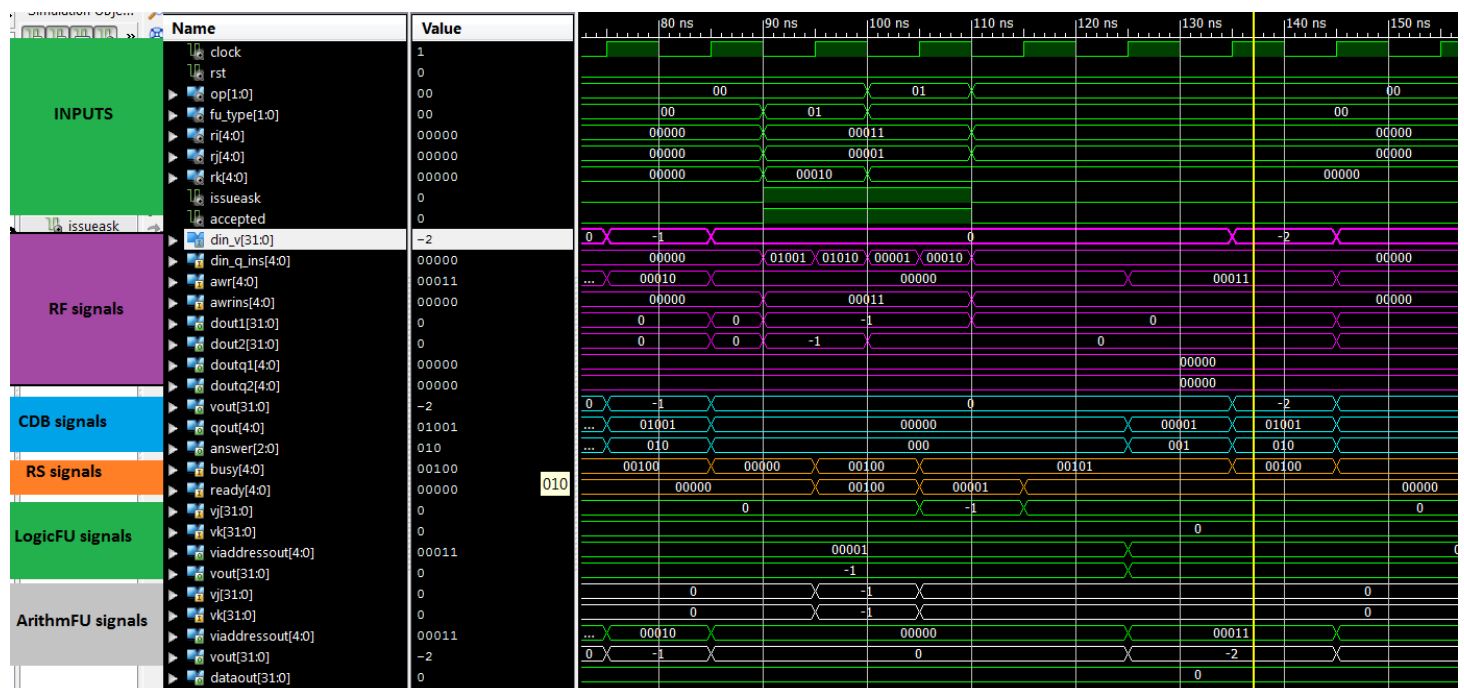 Simulation Obje...
Name Value 80 ns 90 ns 100 ns 110 ns 120 ns 130 ns 140 ns 150 ns
clock 1
rst 0
INPUTS
op[1:0] 00 00 01 00
fu_type[1:0] 00 00 01 00
ri[4:0] 00000 00000 00011 00000
rj[4:0] 00000 00000 00001 00000
rk[4:0] 00000 00000 00010 00000
issueask 0
accepted 0
issueask
din_v[31:0] -2 0 -1 0 -2
din_q_ins[4:0] 00000 00000 01001 01010 00001 00010 00000
awr[4:0] 00011 ... 00010 00000 00011
RF signals
awrins[4:0] 00000 00000 00011 00000
dout1[31:0] 0 0 0 -1 0
dout2[31:0] 0 0 0 -1 0
doutq1[4:0] 00000 00000
doutq2[4:0] 00000 00000
CDB signals
vout[31:0] -2 0 -1 0 -2
qout[4:0] 01001 ... 01001 00000 00001 01001
answer[2:0] 010 ... 010 000 001 010
RS signals
busy[4:0] 00100 00100 00000 00100 00101 00100
ready[4:0] 00000 010 00000 00100 00001 00000
LogicFU signals
vj[31:0] 0 0 -1 0
vk[31:0] 0 0
viaddressout[4:0] 00011 00001
vout[31:0] 0 -1
ArithmFU signals
vj[31:0] 0 0 -1 0
vk[31:0] 0 0 -1 0
viaddressout[4:0] 00011 ... 00010 00000 00011
vout[31:0] -2 0 -1 0 -2
dataout[31:0] 0 0